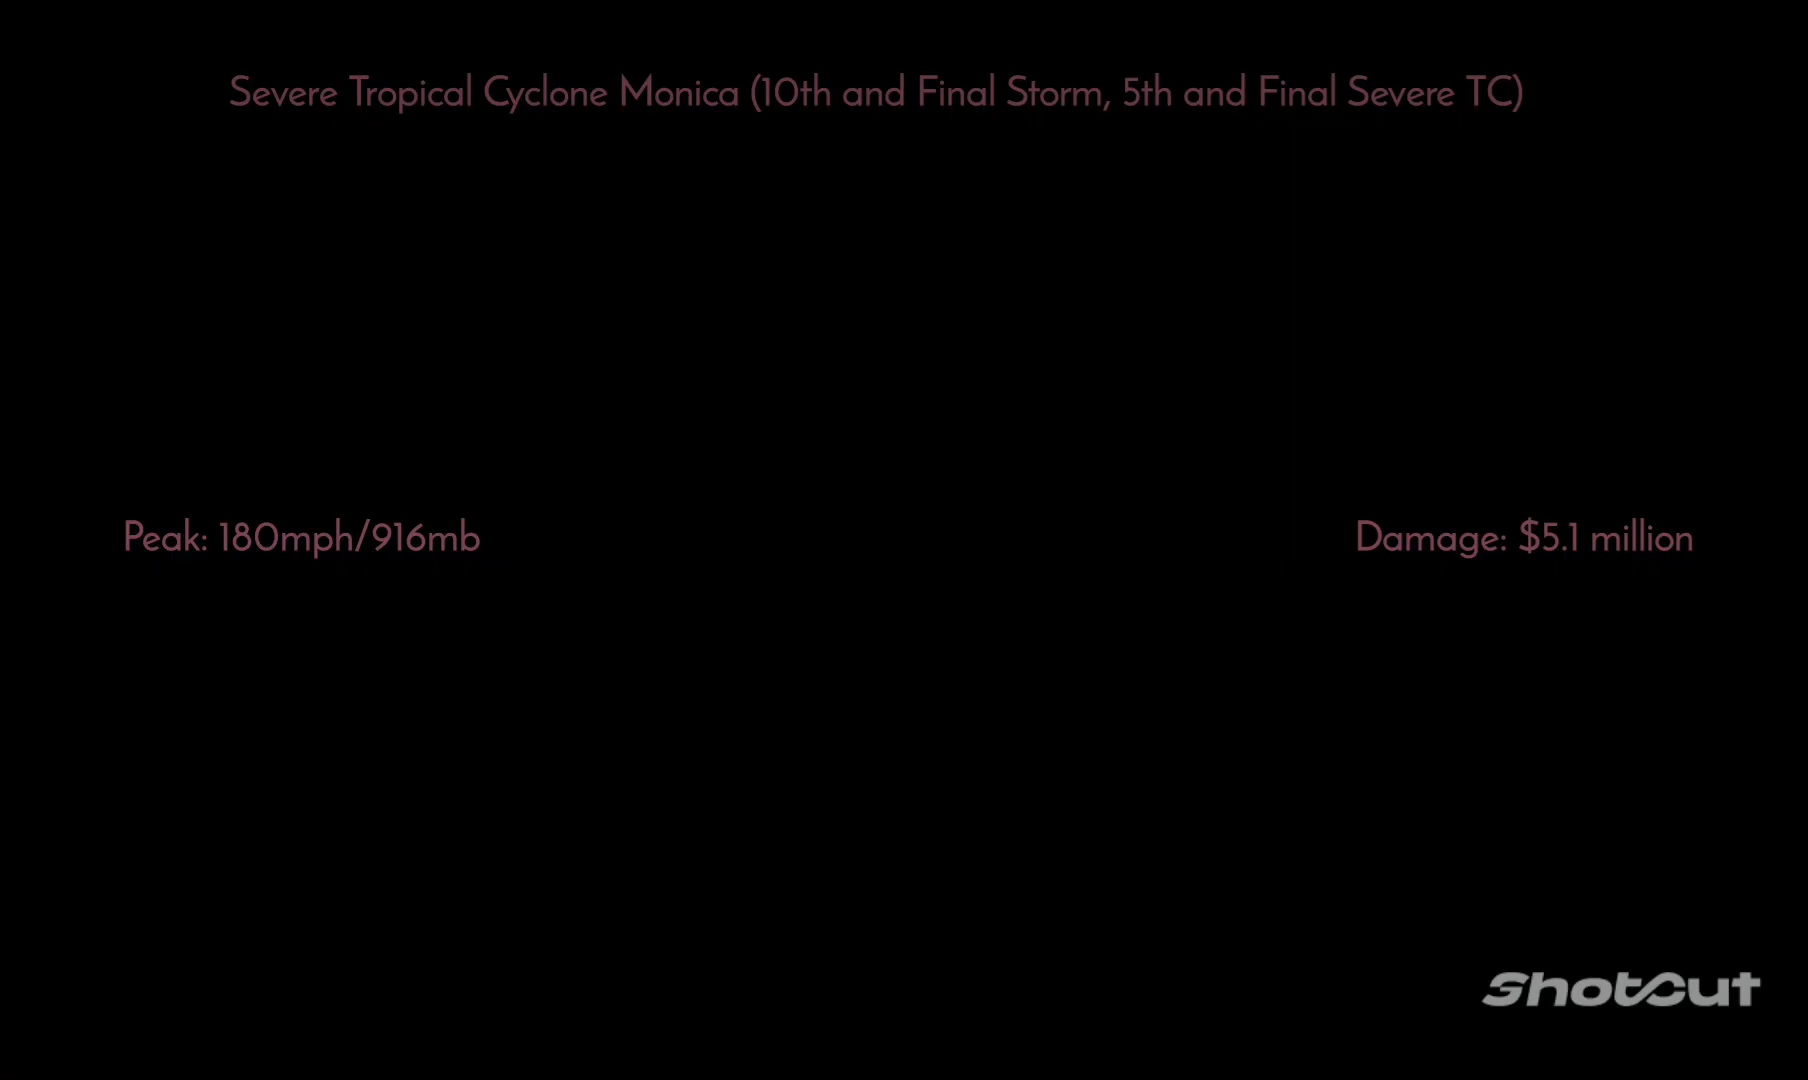 Severe Tropical Cyclone Monica (10th and Final Storm, 5th and Final Severe TC)
Peak: 180mph/916mb
Damage: $5.1 million
ShotCut